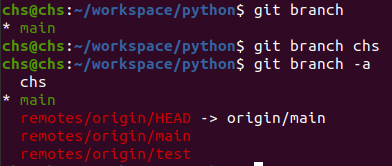 chs@chs:~/workspace/python$ git branch
* main
chs@chs:~/workspace/python$ git branch chs
chs@chs:~/workspace/python$ git branch -a
  chs
* main
  remotes/origin/HEAD -> origin/main
  remotes/origin/main
  remotes/origin/test